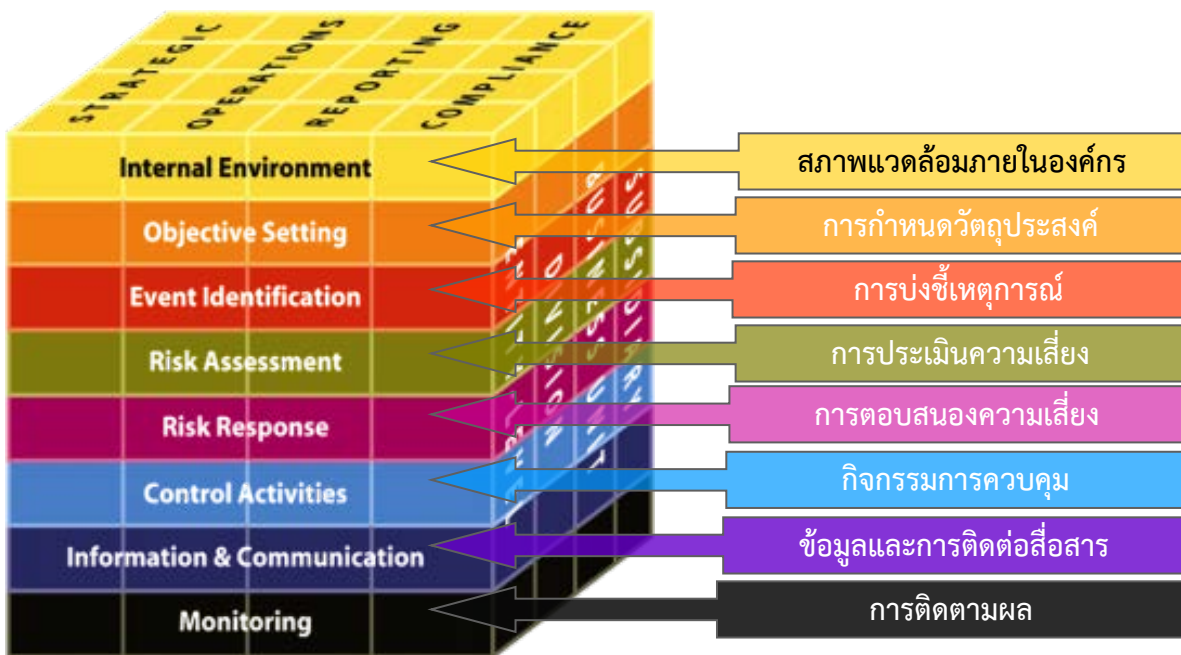 STRATEGIC
OPERATIONS
REPORTING
COMPLIANCE
Internal Environment
สภาพแวดล้อมภายในองค์กร
Objective Setting
การกำหนดวัตถุประสงค์
Event Identification
การบ่งชี้เหตุการณ์
Risk Assessment
การประเมินความเสี่ยง
Risk Response
การตอบสนองความเสี่ยง
Control Activities
กิจกรรมการควบคุม
Information & Communication
ข้อมูลและการติดต่อสื่อสาร
Monitoring
การติดตามผล
DIVISION
BUSINESS UNIT
SUBSIDIARY